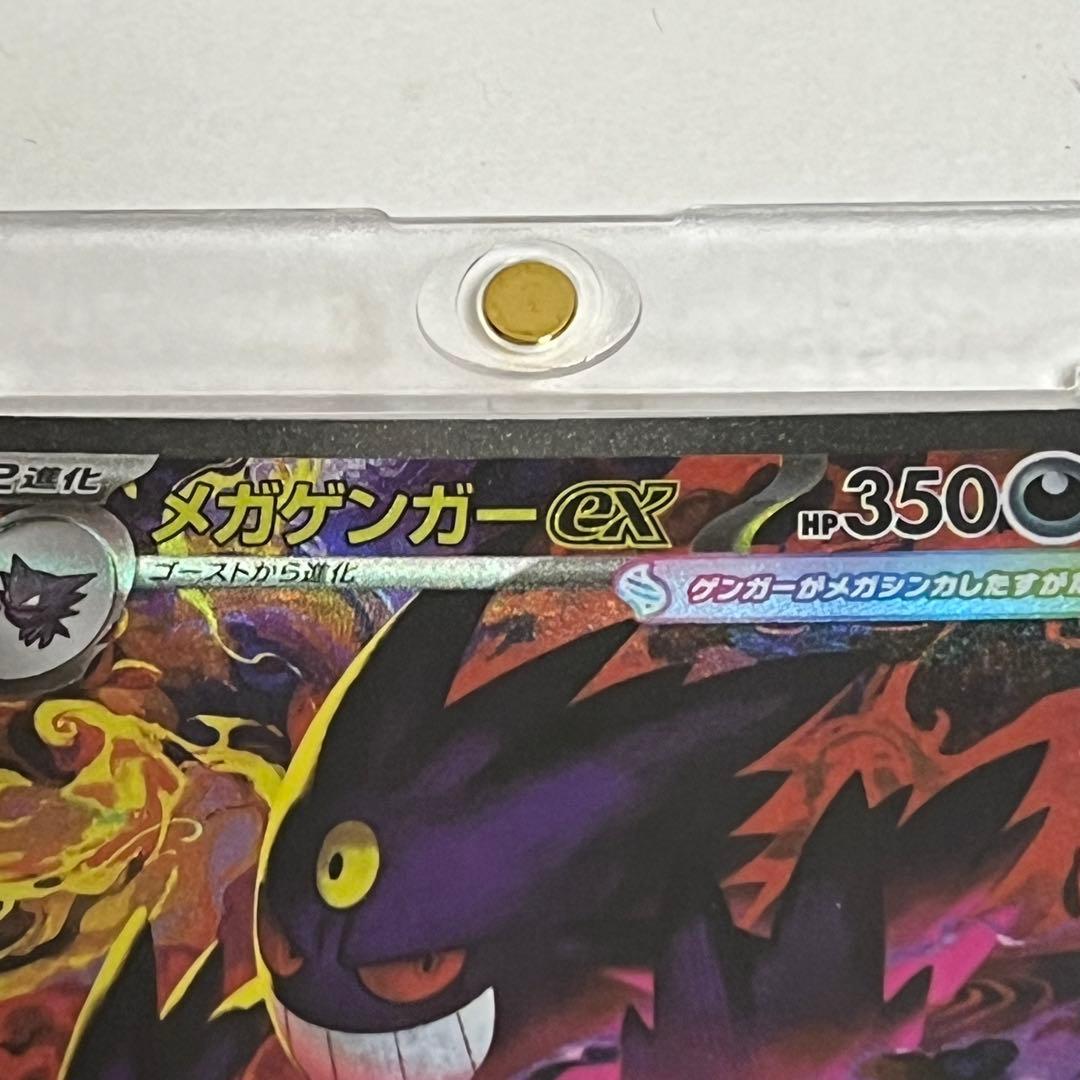 2進化
メガゲンガーex
HP350
ゴーストから進化
ゲンガーがメガシンカしたすがた